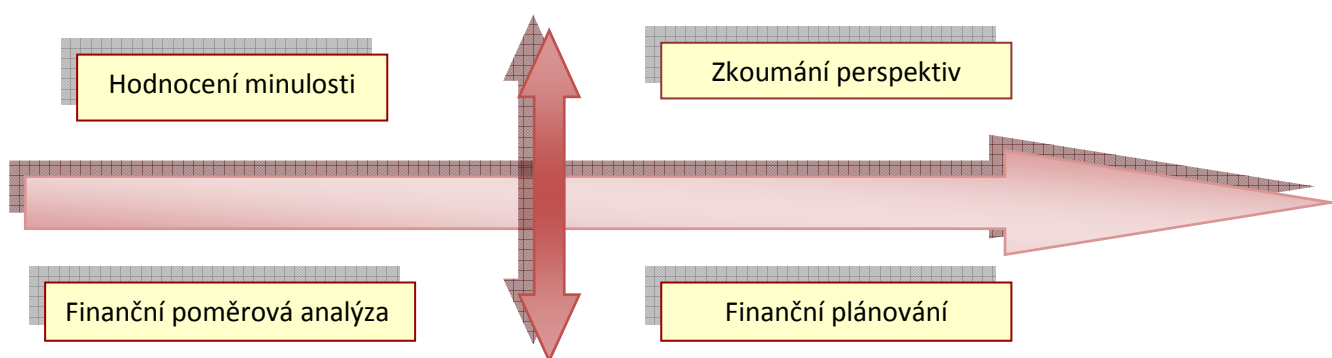 Hodnocení minulosti
Zkoumání perspektiv
Finanční poměrová analýza
Finanční plánování